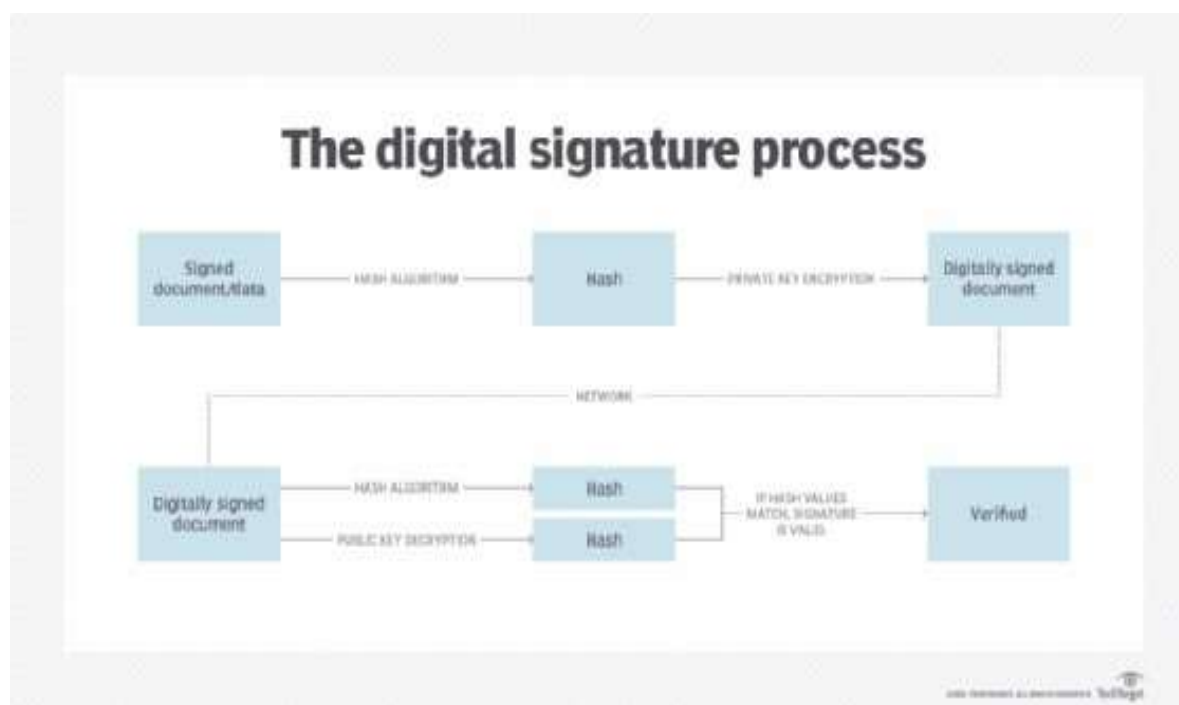 The digital signature process
Signed
document/data
HASH ALGORITHM
Hash
PRIVATE KEY ENCRYPTION
Digitally signed
document
NETWORK
Digitally signed
document
HASH ALGORITHM
Hash
PUBLIC KEY DECRYPTION
Hash
IF HASH VALUES
MATCH, SIGNATURE
IS VALID
Verified
TechTarget